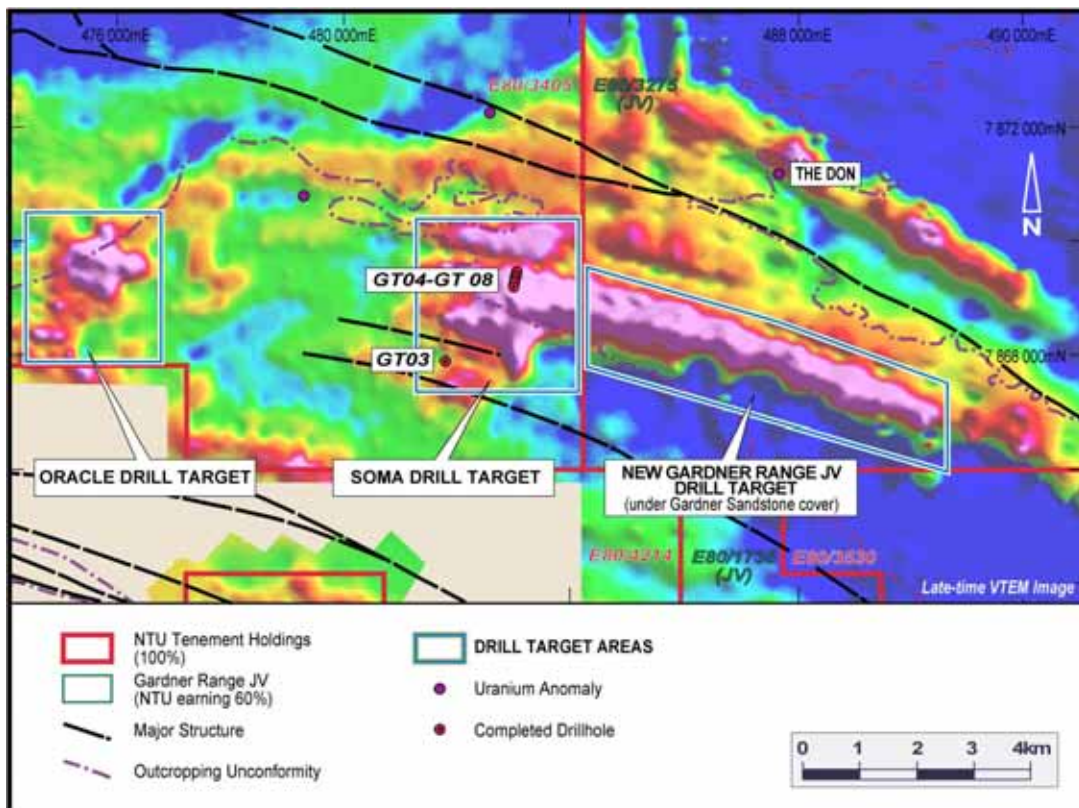 476 000mE
480 000mE
488 000mE
490 000mE
E80/3405
E80/3275
(JV)
7 872 000mN
THE DON
N
GT04-GT 08
GT03
7 868 000mN
ORACLE DRILL TARGET
SOMA DRILL TARGET
NEW GARDNER RANGE JV
DRILL TARGET
(under Gardner Sandstone cover)
E80/4214
E80/1735
(JV)
E80/3530
Late-time VTEM Image
NTU Tenement Holdings
(100%)
Gardner Range JV
(NTU earning 60%)
Major Structure
Outcropping Unconformity
DRILL TARGET AREAS
Uranium Anomaly
Completed Drillhole
0 1 2 3 4km